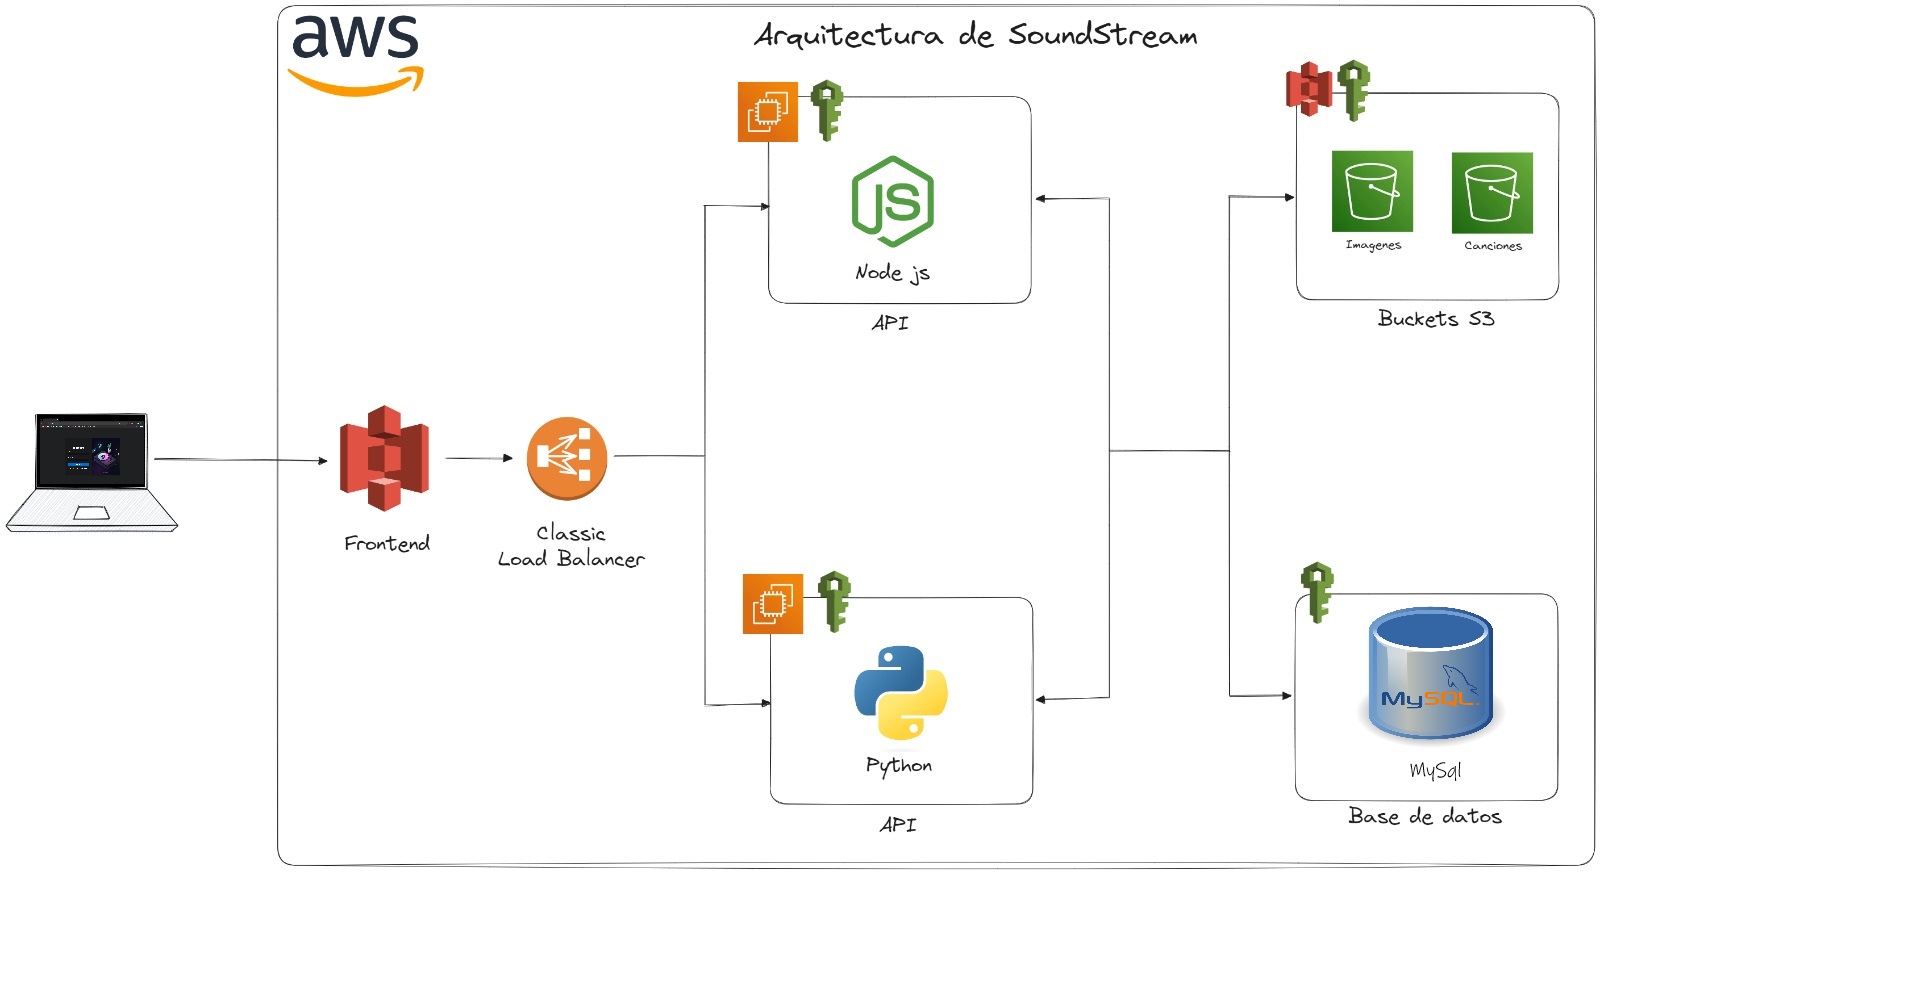 aws
Arquitectura de SoundStream
JS
Node js
API
Imagenes
Canciones
Buckets S3
Frontend
Classic
Load Balancer
Python
API
MySQL
MySql
Base de datos